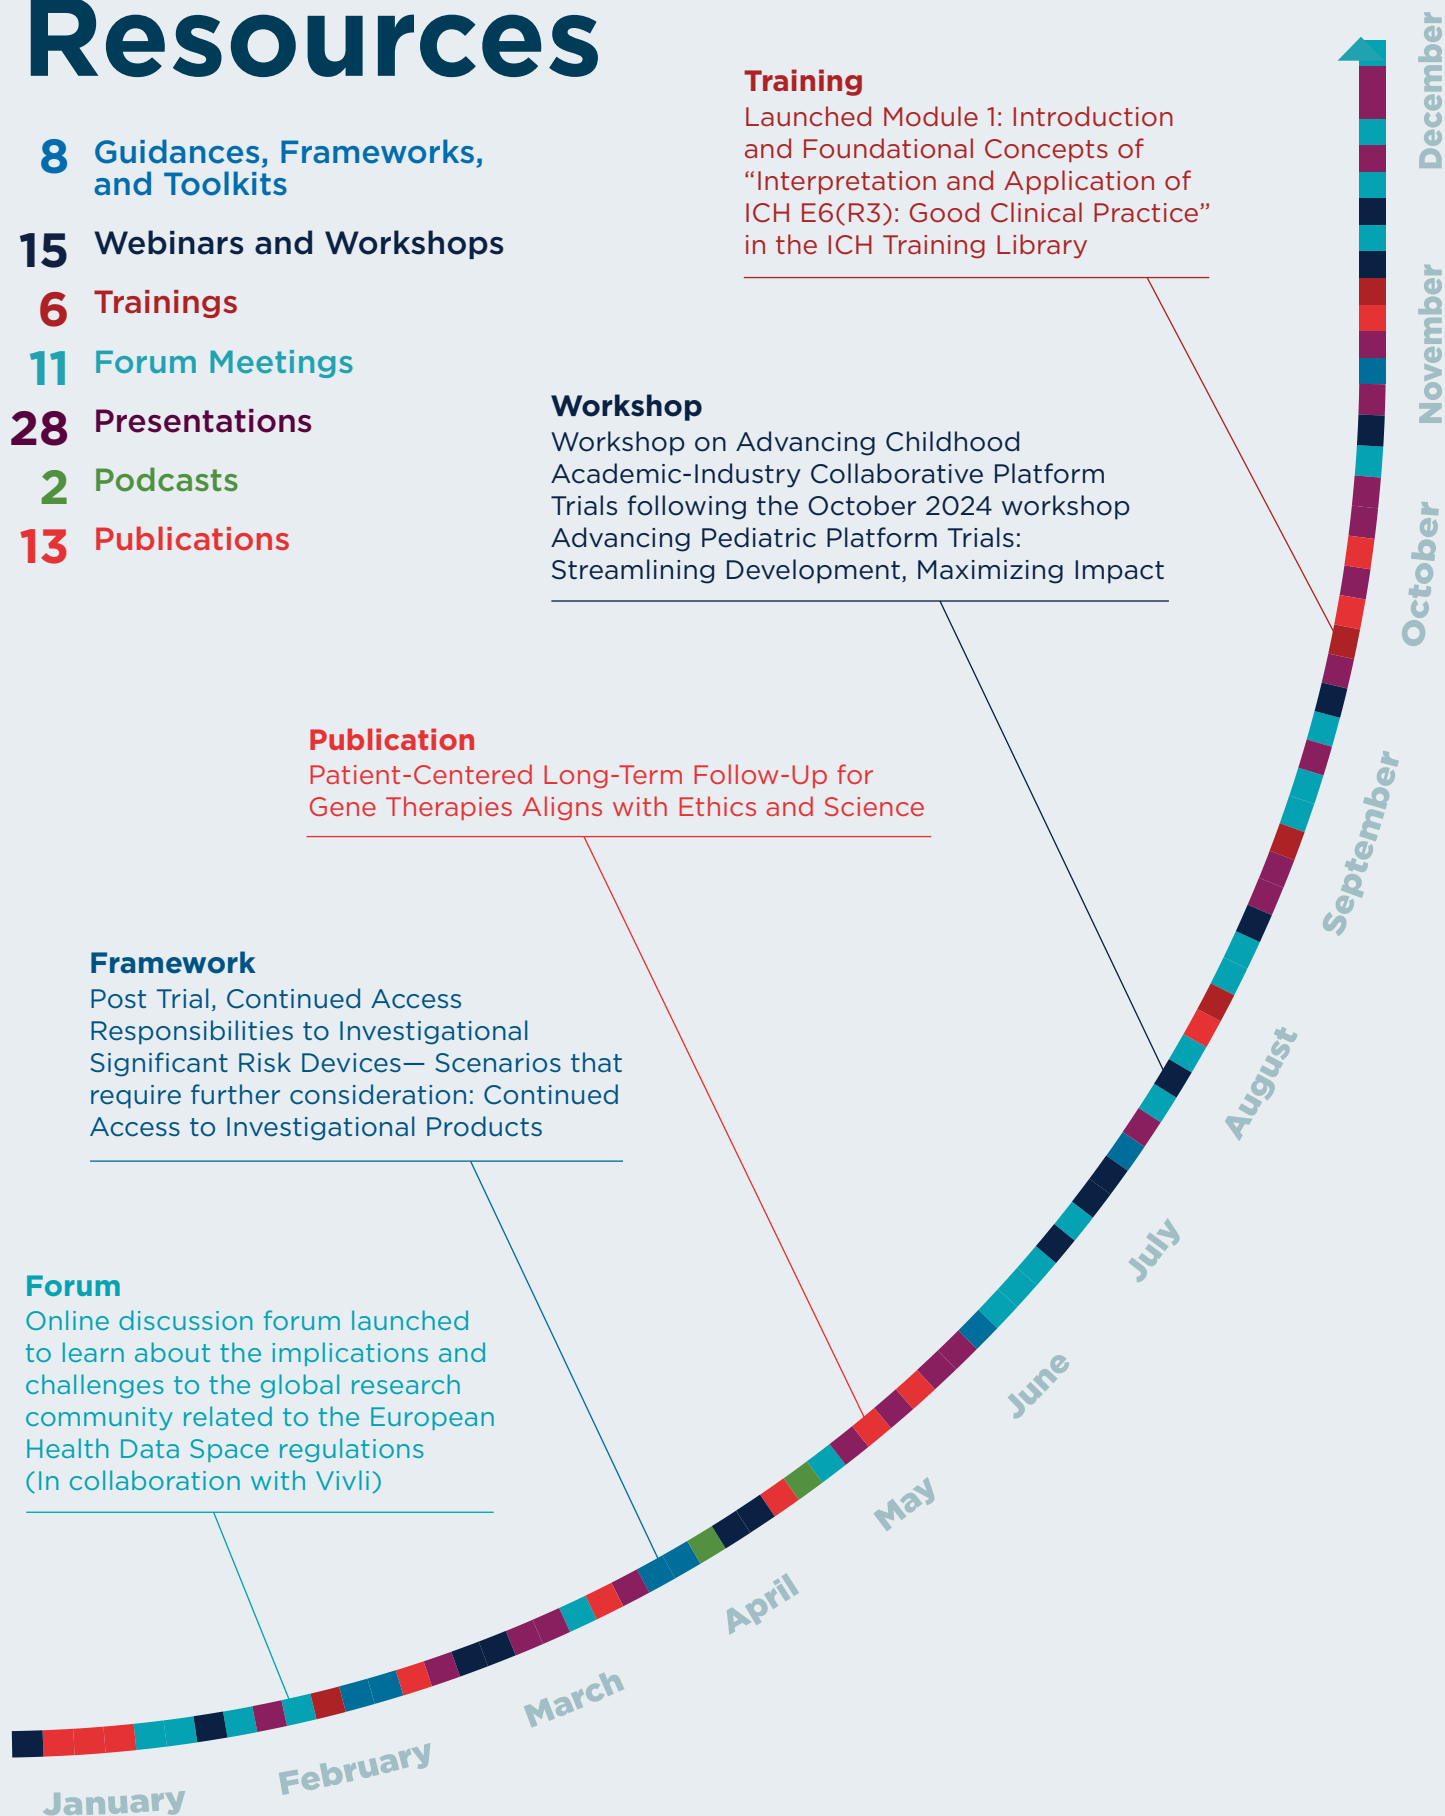 Resources
8 Guidances, Frameworks,
and Toolkits
15 Webinars and Workshops
6 Trainings
11 Forum Meetings
28 Presentations
2 Podcasts
13 Publications
Training
Launched Module 1: Introduction
and Foundational Concepts of
“Interpretation and Application of
ICH E6(R3): Good Clinical Practice”
in the ICH Training Library
Workshop
Workshop on Advancing Childhood
Academic-Industry Collaborative Platform
Trials following the October 2024 workshop
Advancing Pediatric Platform Trials:
Streamlining Development, Maximizing Impact
Publication
Patient-Centered Long-Term Follow-Up for
Gene Therapies Aligns with Ethics and Science
Framework
Post Trial, Continued Access
Responsibilities to Investigational
Significant Risk Devices— Scenarios that
require further consideration: Continued
Access to Investigational Products
Forum
Online discussion forum launched
to learn about the implications and
challenges to the global research
community related to the European
Health Data Space regulations
(In collaboration with Vivli)
January
February
March
April
May
June
July
August
September
October
November
December